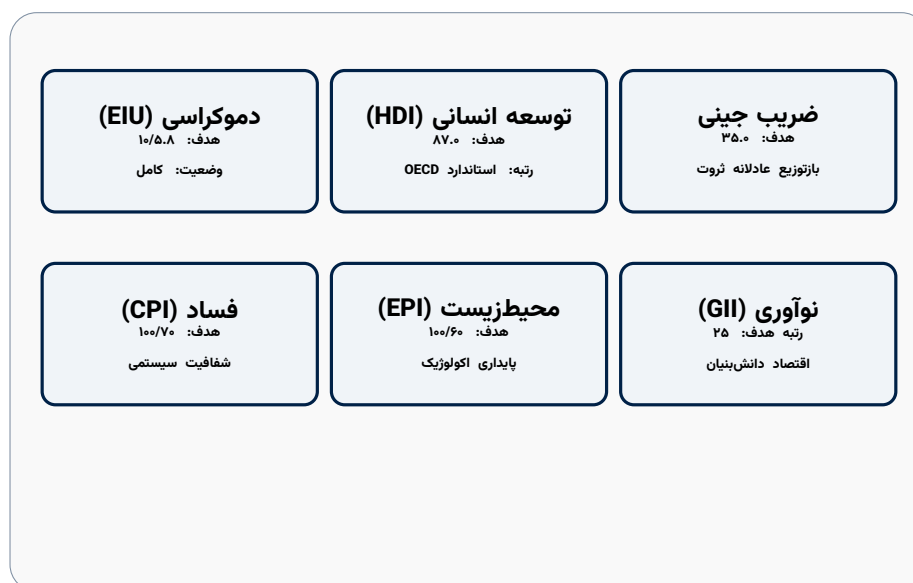 ضریب جینی
هدف: ۳۵.۰
بازتوزیع عادلانه ثروت
توسعه انسانی (HDI)
هدف: ۸۷.۰
رتبه: استاندارد OECD
دموکراسی (EIU)
هدف: ۱۰/۵.۸
وضعیت: کامل
نوآوری (GII)
رتبه هدف: ۲۵
اقتصاد دانش‌بنیان
محیط‌زیست (EPI)
هدف: ۱۰۰/۶۰
پایداری اکولوژیک
فساد (CPI)
هدف: ۱۰۰/۷۰
شفافیت سیستمی